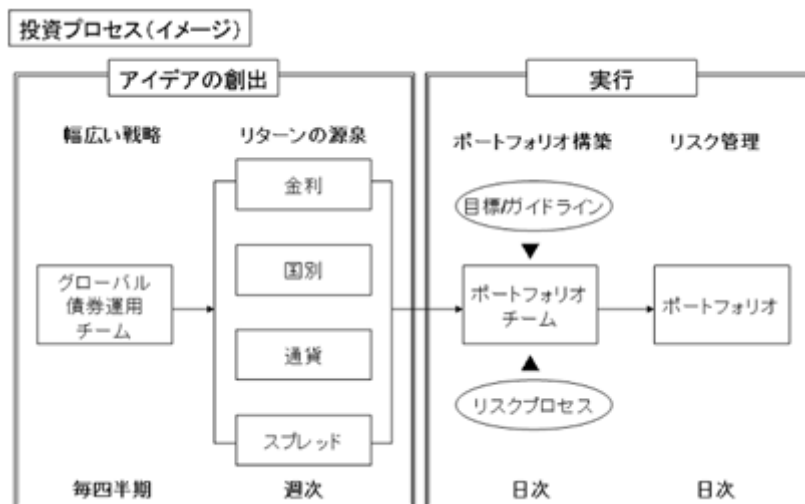 投資プロセス(イメージ)
アイデアの創出
実行
幅広い戦略
リターンの源泉
ポートフォリオ構築
リスク管理
金利
国別
通貨
スプレッド
グローバル
債券運用
チーム
目標/ガイドライン
ポートフォリオ
チーム
リスクプロセス
ポートフォリオ
毎四半期
週次
日次
日次